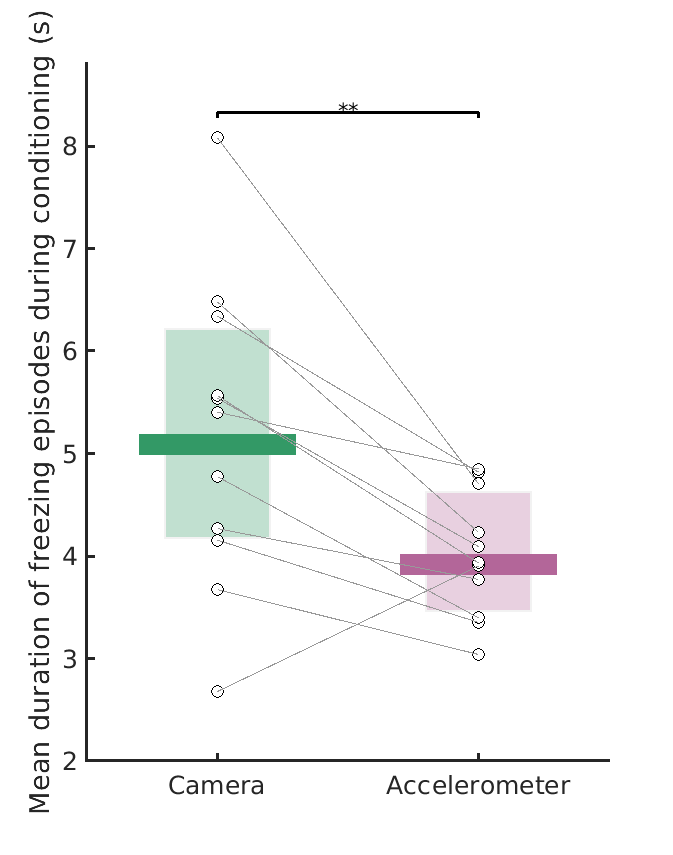 Mean duration of freezing episodes during conditioning (s)
**
8
7
6
5
4
3
2
Camera
Accelerometer